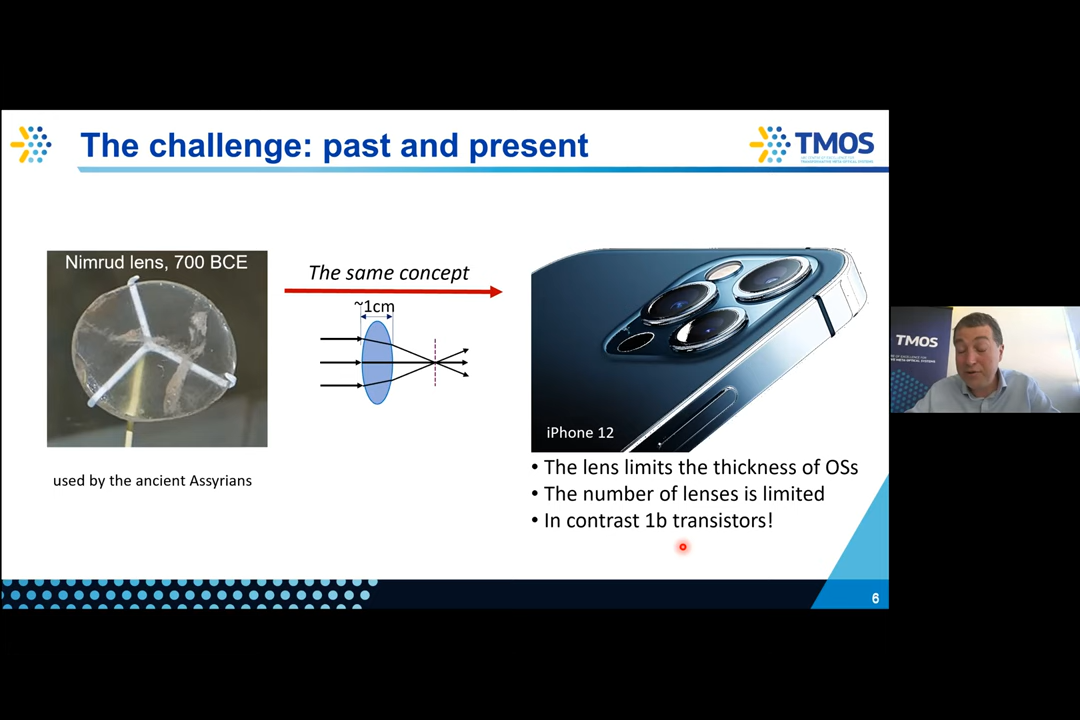 The challenge: past and present
TMOS
Nimrud lens, 700 BCE
The same concept
~1cm
iPhone 12
used by the ancient Assyrians
• The lens limits the thickness of OSs
• The number of lenses is limited
• In contrast 1b transistors!
6
TMOS